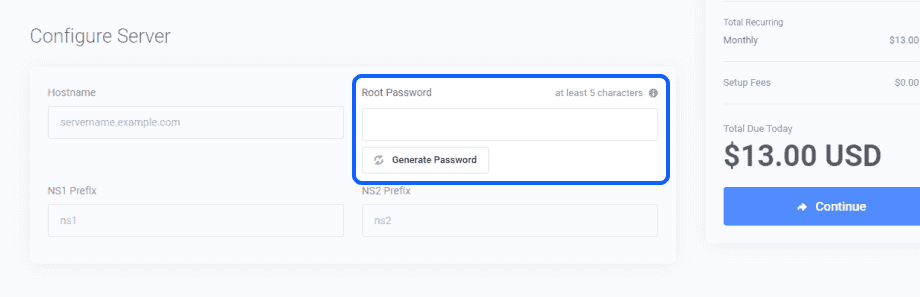 Configure Server
Hostname
servername.example.com
Root Password at least 5 characters
Generate Password
NS1 Prefix
ns1
NS2 Prefix
ns2
Total Recurring
Monthly $13.00
Setup Fees $0.00
Total Due Today
$13.00 USD
Continue